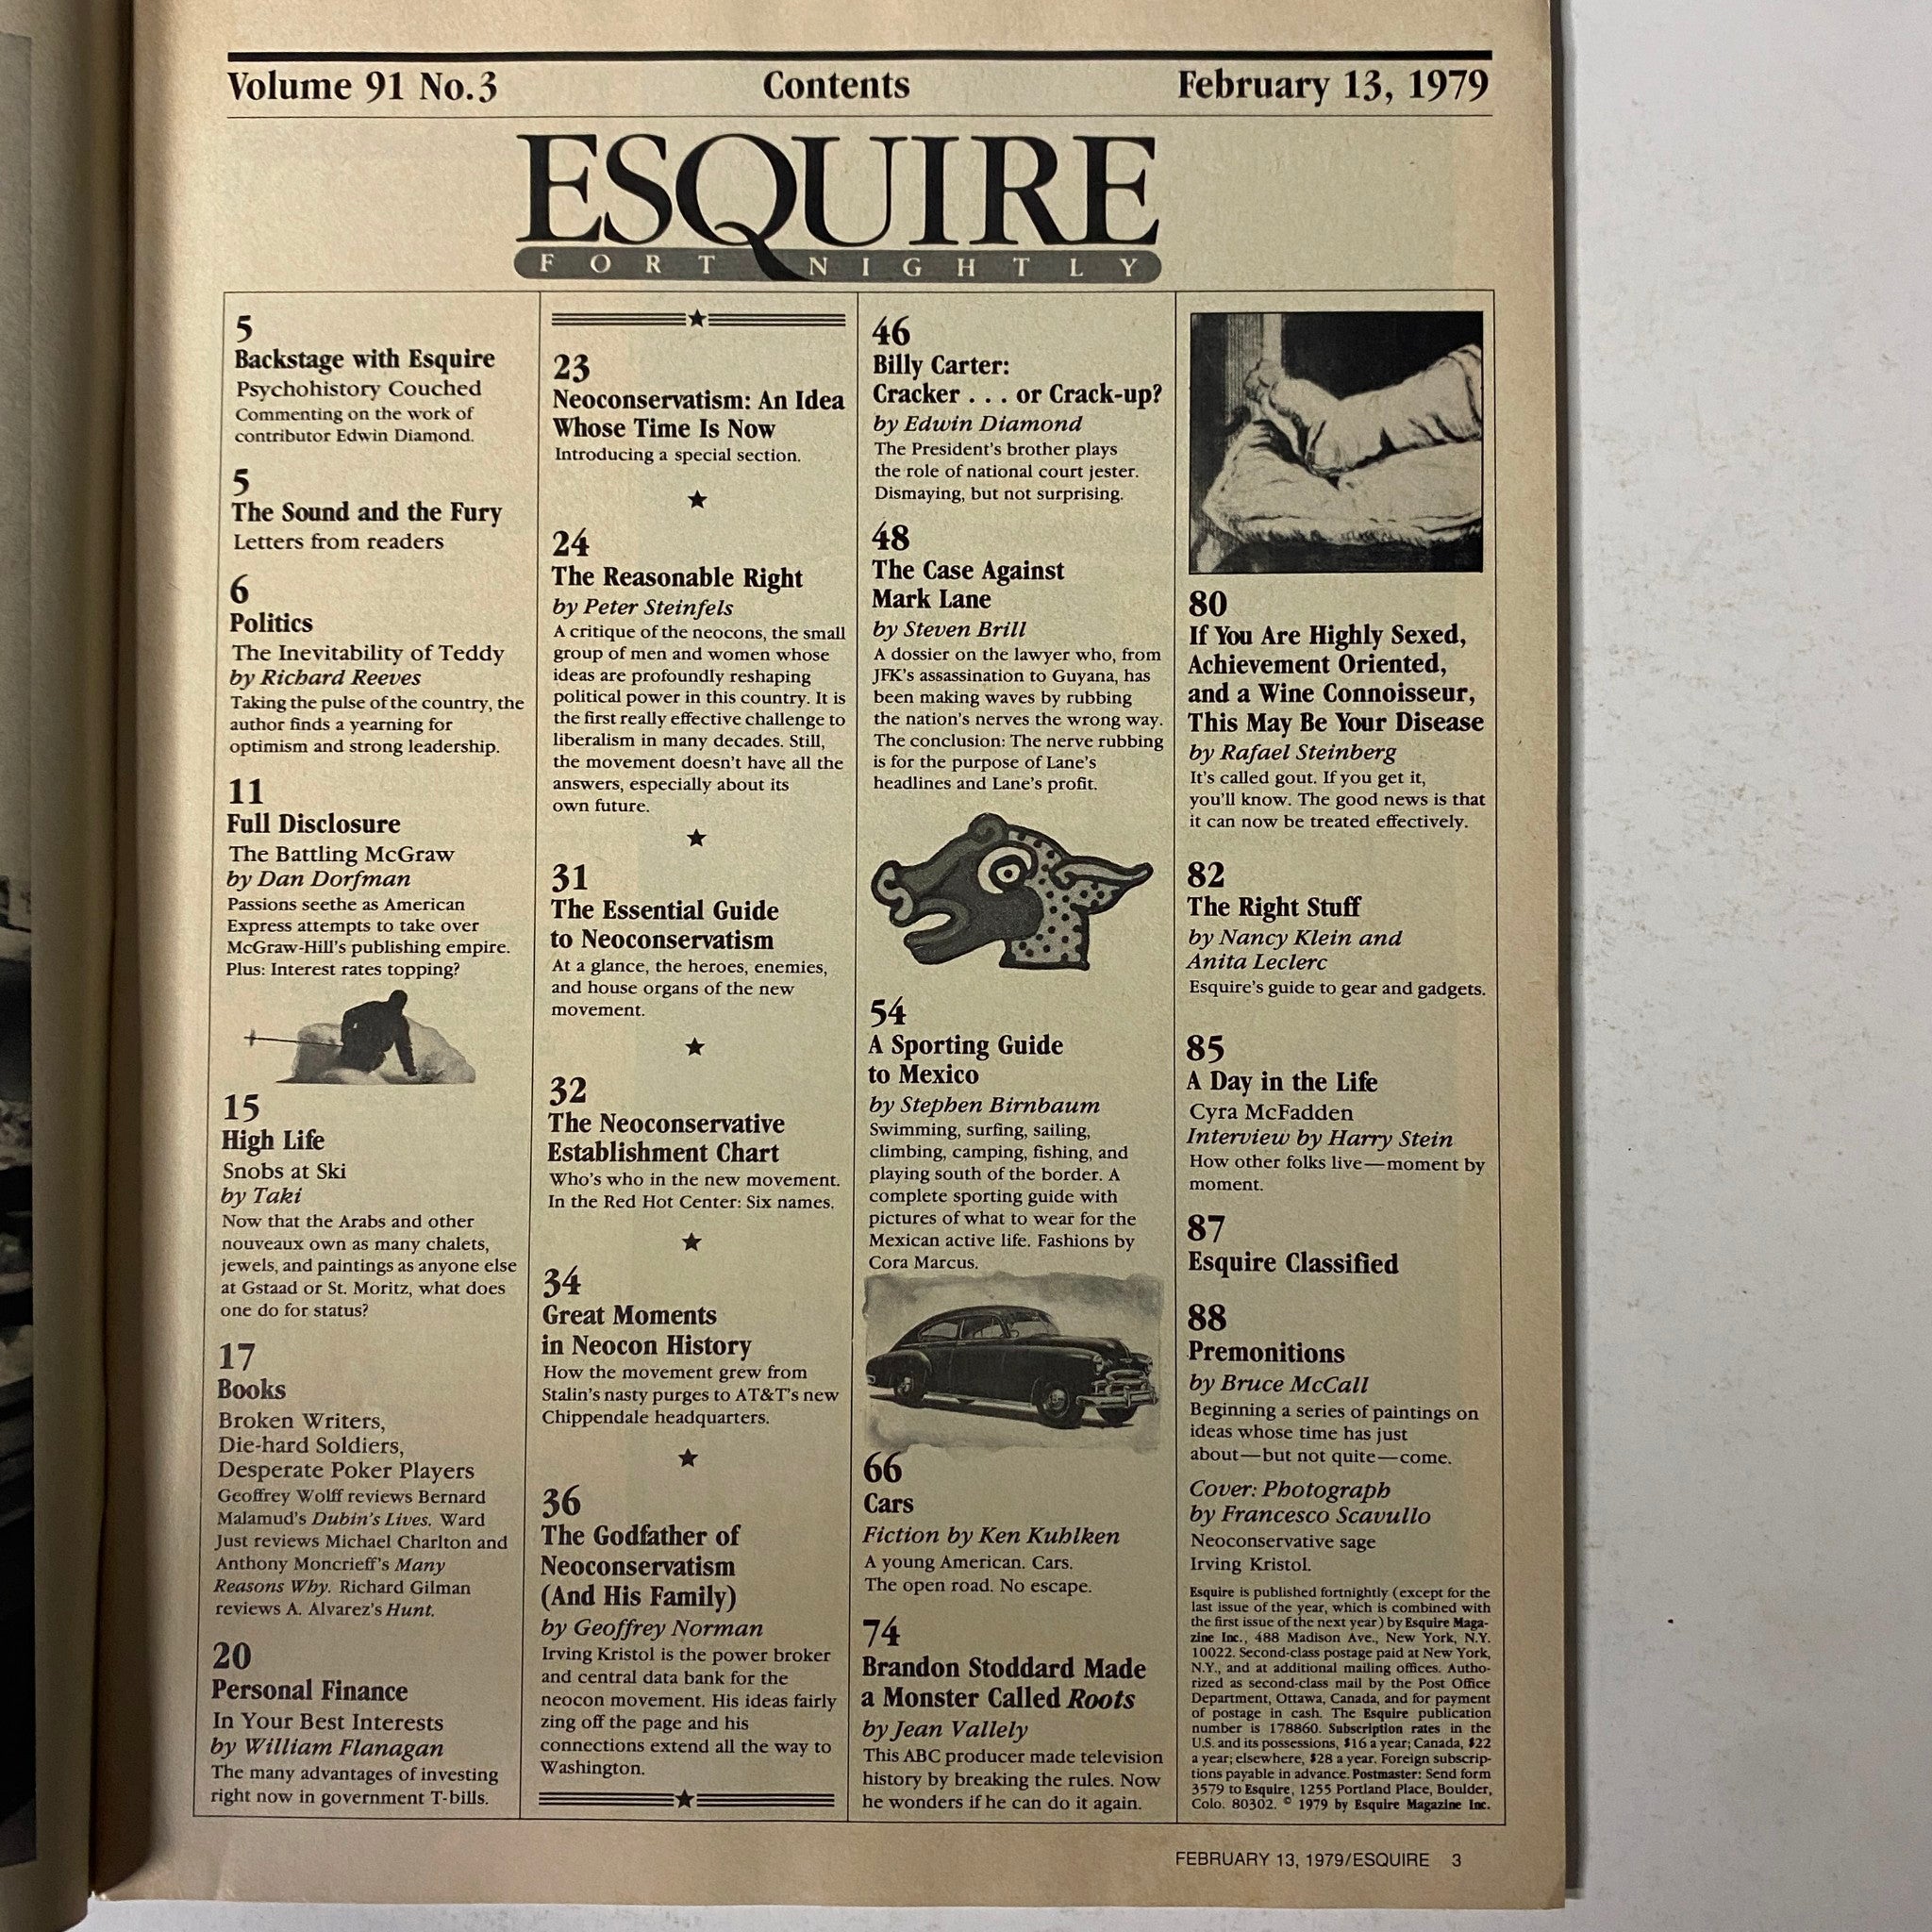 Volume 91 No.3
Contents
February 13, 1979
ESQUIRE
FORTNIGHTLY
5
Backstage with Esquire
Psychohistory Couched
Commenting on the work of
contributor Edwin Diamond.
5
The Sound and the Fury
Letters from readers
6
Politics
The Inevitability of Teddy
by Richard Reeves
Taking the pulse of the country, the
author finds a yearning for
optimism and strong leadership.
11
Full Disclosure
The Battling McGraw
by Dan Dorfman
Passions seethe as American
Express attempts to take over
McGraw-Hill's publishing empire.
Plus: Interest rates topping?
15
High Life
Snobs at Ski
by Taki
Now that the Arabs and other
nouveaux own as many chalets,
jewels, and paintings as anyone else
at Gstaad or St. Moritz, what does
one do for status?
17
Books
Broken Writers,
Die-hard Soldiers,
Desperate Poker Players
Geoffrey Wolff reviews Bernard
Malamud's Dubin's Lives. Ward
Just reviews Michael Charlton and
Anthony Moncrieff's Many
Reasons Why. Richard Gilman
reviews A. Alvarez's Hunt.
20
Personal Finance
In Your Best Interests
by William Flanagan
The many advantages of investing
right now in government T-bills.
23
Neoconservatism: An Idea
Whose Time Is Now
Introducing a special section.
24
The Reasonable Right
by Peter Steinfels
A critique of the neocons, the small
group of men and women whose
ideas are profoundly reshaping
political power in this country. It is
the first really effective challenge to
liberalism in many decades. Still,
the movement doesn't have all the
answers, especially about its
own future.
31
The Essential Guide
to Neoconservatism
At a glance, the heroes, enemies,
and house organs of the new
movement.
32
The Neoconservative
Establishment Chart
Who's who in the new movement.
In the Red Hot Center: Six names.
34
Great Moments
in Neocon History
How the movement grew from
Stalin's nasty purges to AT&T's new
Chippendale headquarters.
36
The Godfather of
Neoconservatism
(And His Family)
by Geoffrey Norman
Irving Kristol is the power broker
and central data bank for the
neocon movement. His ideas fairly
zing off the page and his
connections extend all the way to
Washington.
46
Billy Carter:
Cracker . . . or Crack-up?
by Edwin Diamond
The President's brother plays
the role of national court jester.
Dismaying, but not surprising.
48
The Case Against
Mark Lane
by Steven Brill
A dossier on the lawyer who, from
JFK's assassination to Guyana, has
been making waves by rubbing
the nation's nerves the wrong way.
The conclusion: The nerve rubbing
is for the purpose of Lane's
headlines and Lane's profit.
54
A Sporting Guide
to Mexico
by Stephen Birnbaum
Swimming, surfing, sailing,
climbing, camping, fishing, and
playing south of the border. A
complete sporting guide with
pictures of what to wear for the
Mexican active life. Fashions by
Cora Marcus.
66
Cars
Fiction by Ken Kuhlken
A young American. Cars.
The open road. No escape.
74
Brandon Stoddard Made
a Monster Called Roots
by Jean Vallely
This ABC producer made television
history by breaking the rules. Now
he wonders if he can do it again.
80
If You Are Highly Sexed,
Achievement Oriented,
and a Wine Connoisseur,
This May Be Your Disease
by Rafael Steinberg
It's called gout. If you get it,
you'll know. The good news is that
it can now be treated effectively.
82
The Right Stuff
by Nancy Klein and
Anita Leclerc
Esquire's guide to gear and gadgets.
85
A Day in the Life
Cyra McFadden
Interview by Harry Stein
How other folks live—moment by
moment.
87
Esquire Classified
88
Premonitions
by Bruce McCall
Beginning a series of paintings on
ideas whose time has just
about—but not quite—come.
Cover: Photograph
by Francesco Scavullo
Neoconservative sage
Irving Kristol.
Esquire is published fortnightly (except for the
last issue of the year, which is combined with
the first issue of the next year) by Esquire Maga-
zine Inc., 488 Madison Ave., New York, N.Y.
10022. Second-class postage paid at New York,
N.Y., and at additional mailing offices. Autho-
rized as second-class mail by the Post Office
Department, Ottawa, Canada, and for payment
of postage in cash. The Esquire publication
number is 178860. Subscription rates in the
U.S. and its possessions, $16 a year; Canada, $22
a year; elsewhere, $28 a year. Foreign subscrip-
tions payable in advance. Postmaster: Send form
3579 to Esquire, 1255 Portland Place, Boulder,
Colo. 80302. © 1979 by Esquire Magazine Inc.
FEBRUARY 13, 1979/ESQUIRE 3